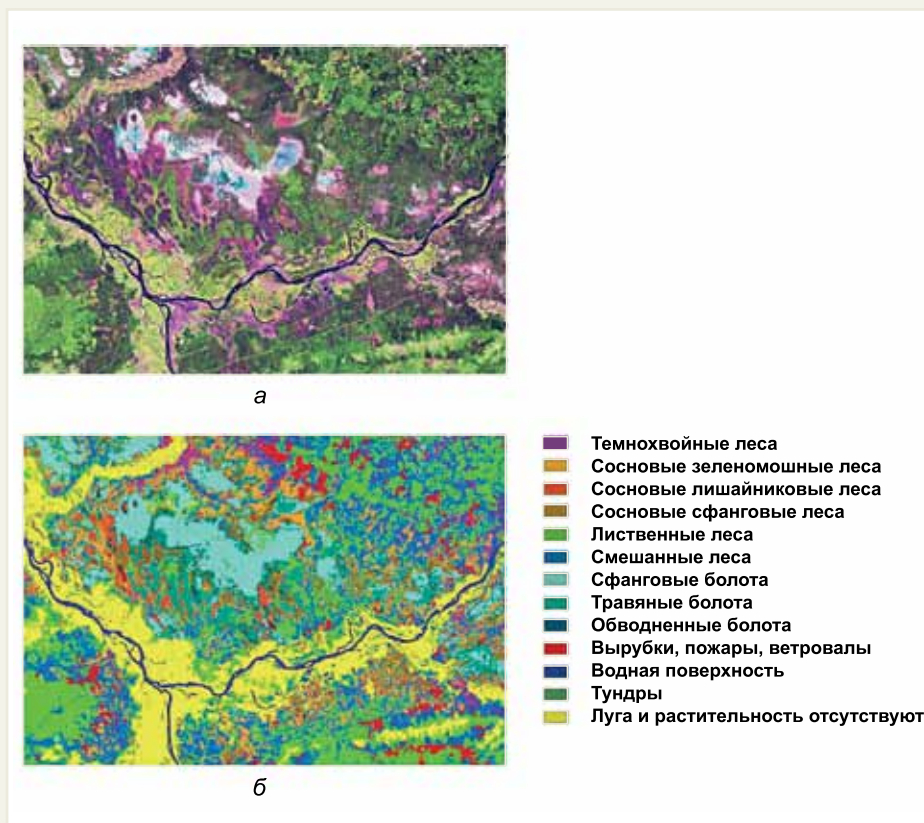 а
Темнохвойные леса
Сосновые зеленомошные леса
Сосновые лишайниковые леса
Сосновые сфанговые леса
Лиственные леса
Смешанные леса
Сфанговые болота
Травяные болота
Обводненные болота
Вырубки, пожары, ветровалы
Водная поверхность
Тундры
Луга и растительность отсутствуют
б